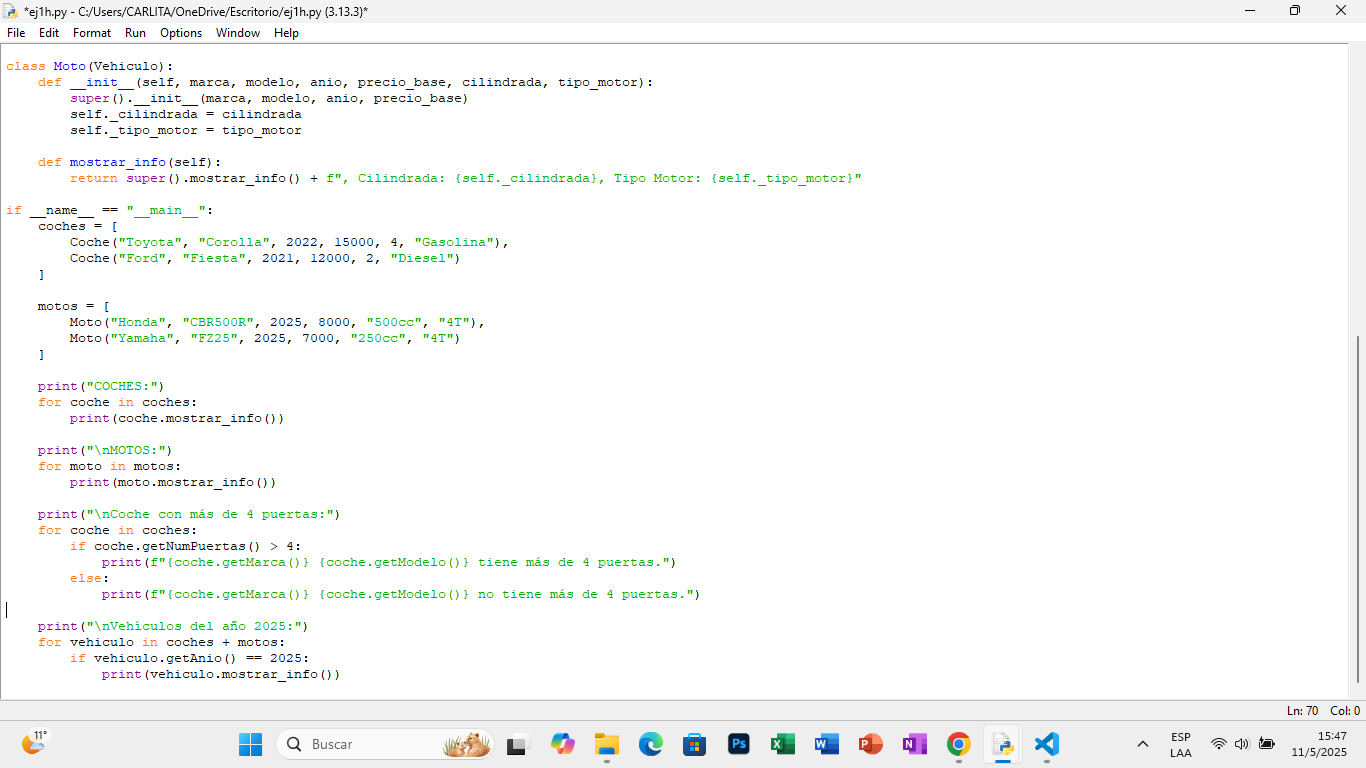 *ej1h.py - C:/Users/CARLITA/OneDrive/Escritorio/ej1h.py (3.13.3)*
File Edit Format Run Options Window Help
class Moto(Vehiculo):
    def __init__(self, marca, modelo, anio, precio_base, cilindrada, tipo_motor):
        super().__init__(marca, modelo, anio, precio_base)
        self._cilindrada = cilindrada
        self._tipo_motor = tipo_motor
    def mostrar_info(self):
        return super().mostrar_info() + f", Cilindrada: {self._cilindrada}, Tipo Motor: {self._tipo_motor}"
if __name__ == "__main__":
    coches = [
        Coche("Toyota", "Corolla", 2022, 15000, 4, "Gasolina"),
        Coche("Ford", "Fiesta", 2021, 12000, 2, "Diesel")
    ]
    motos = [
        Moto("Honda", "CBR500R", 2025, 8000, "500cc", "4T"),
        Moto("Yamaha", "FZ25", 2025, 7000, "250cc", "4T")
    ]
    print("COCHES:")
    for coche in coches:
        print(coche.mostrar_info())
    print("\nMOTOS:")
    for moto in motos:
        print(moto.mostrar_info())
    print("\nCoche con más de 4 puertas:")
    for coche in coches:
        if coche.getNumPuertas() > 4:
            print(f"{coche.getMarca()} {coche.getModelo()} tiene más de 4 puertas.")
        else:
            print(f"{coche.getMarca()} {coche.getModelo()} no tiene más de 4 puertas.")
    print("\nVehículos del año 2025:")
    for vehiculo in coches + motos:
        if vehiculo.getAnio() == 2025:
            print(vehiculo.mostrar_info())
Ln: 70 Col: 0
11°
Buscar
Ps
ESP
LAA
15:47
11/5/2025